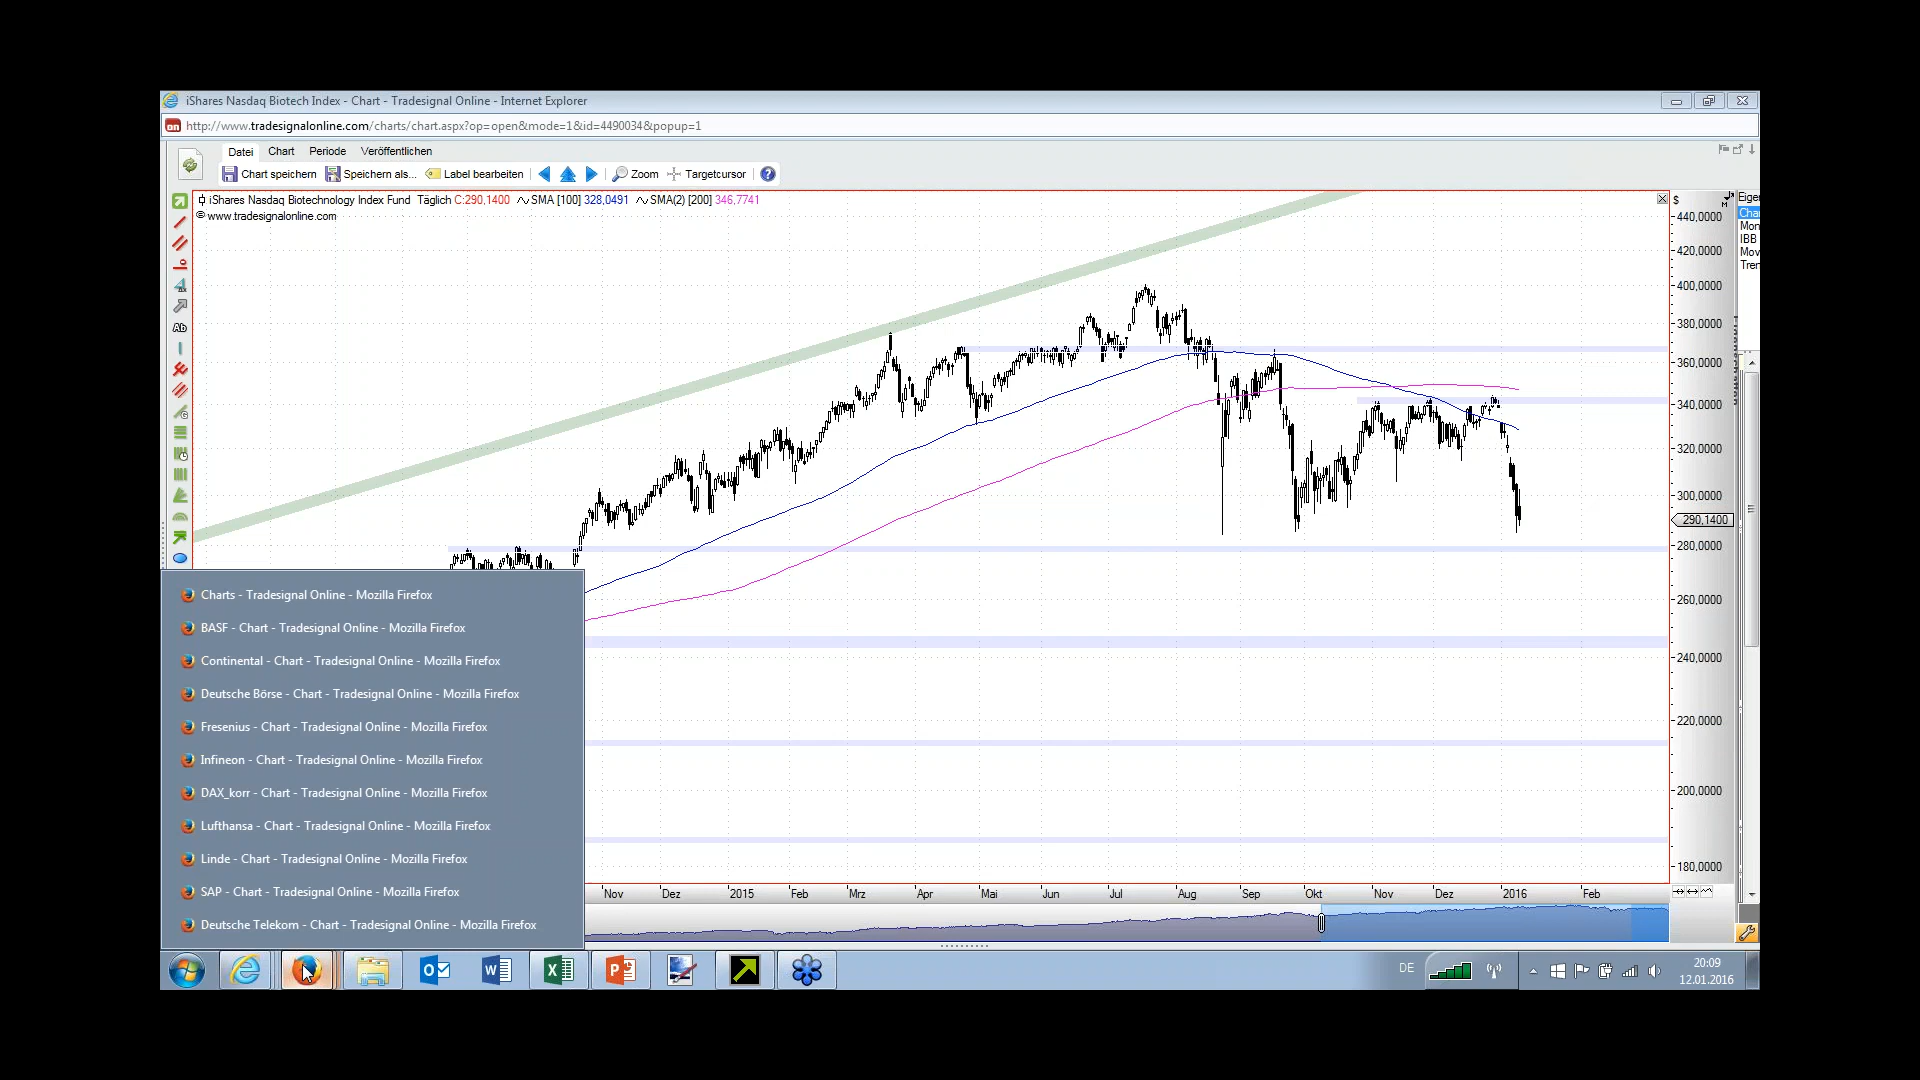 iShares Nasdaq Biotech Index - Chart - Tradesignal Online - Internet Explorer
on http://www.tradesignalonline.com/charts/chart.aspx?op=open&mode=1&id=4490034&popup=1
Datei Chart Periode Veröffentlichen
Chart speichern Speichern als... Label bearbeiten Zoom Targetcursor ?
iShares Nasdaq Biotechnology Index Fund Täglich C:290,1400 SMA [100] 328,0491 SMA(2) [200] 346,7741
© www.tradesignalonline.com
$
Eiger
Char
Mon
IBB
Mov
Tren
Ab
440,0000
420,0000
400,0000
380,0000
360,0000
340,0000
320,0000
300,0000
290,1400
280,0000
260,0000
240,0000
220,0000
200,0000
180,0000
Charts - Tradesignal Online - Mozilla Firefox
BASF - Chart - Tradesignal Online - Mozilla Firefox
Continental - Chart - Tradesignal Online - Mozilla Firefox
Deutsche Börse - Chart - Tradesignal Online - Mozilla Firefox
Fresenius - Chart - Tradesignal Online - Mozilla Firefox
Infineon - Chart - Tradesignal Online - Mozilla Firefox
DAX_korr - Chart - Tradesignal Online - Mozilla Firefox
Lufthansa - Chart - Tradesignal Online - Mozilla Firefox
Linde - Chart - Tradesignal Online - Mozilla Firefox
SAP - Chart - Tradesignal Online - Mozilla Firefox
Deutsche Telekom - Chart - Tradesignal Online - Mozilla Firefox
Nov Dez 2015 Feb Mrz Apr Mai Jun Jul Aug Sep Okt Nov Dez 2016 Feb
DE
20:09
12.01.2016